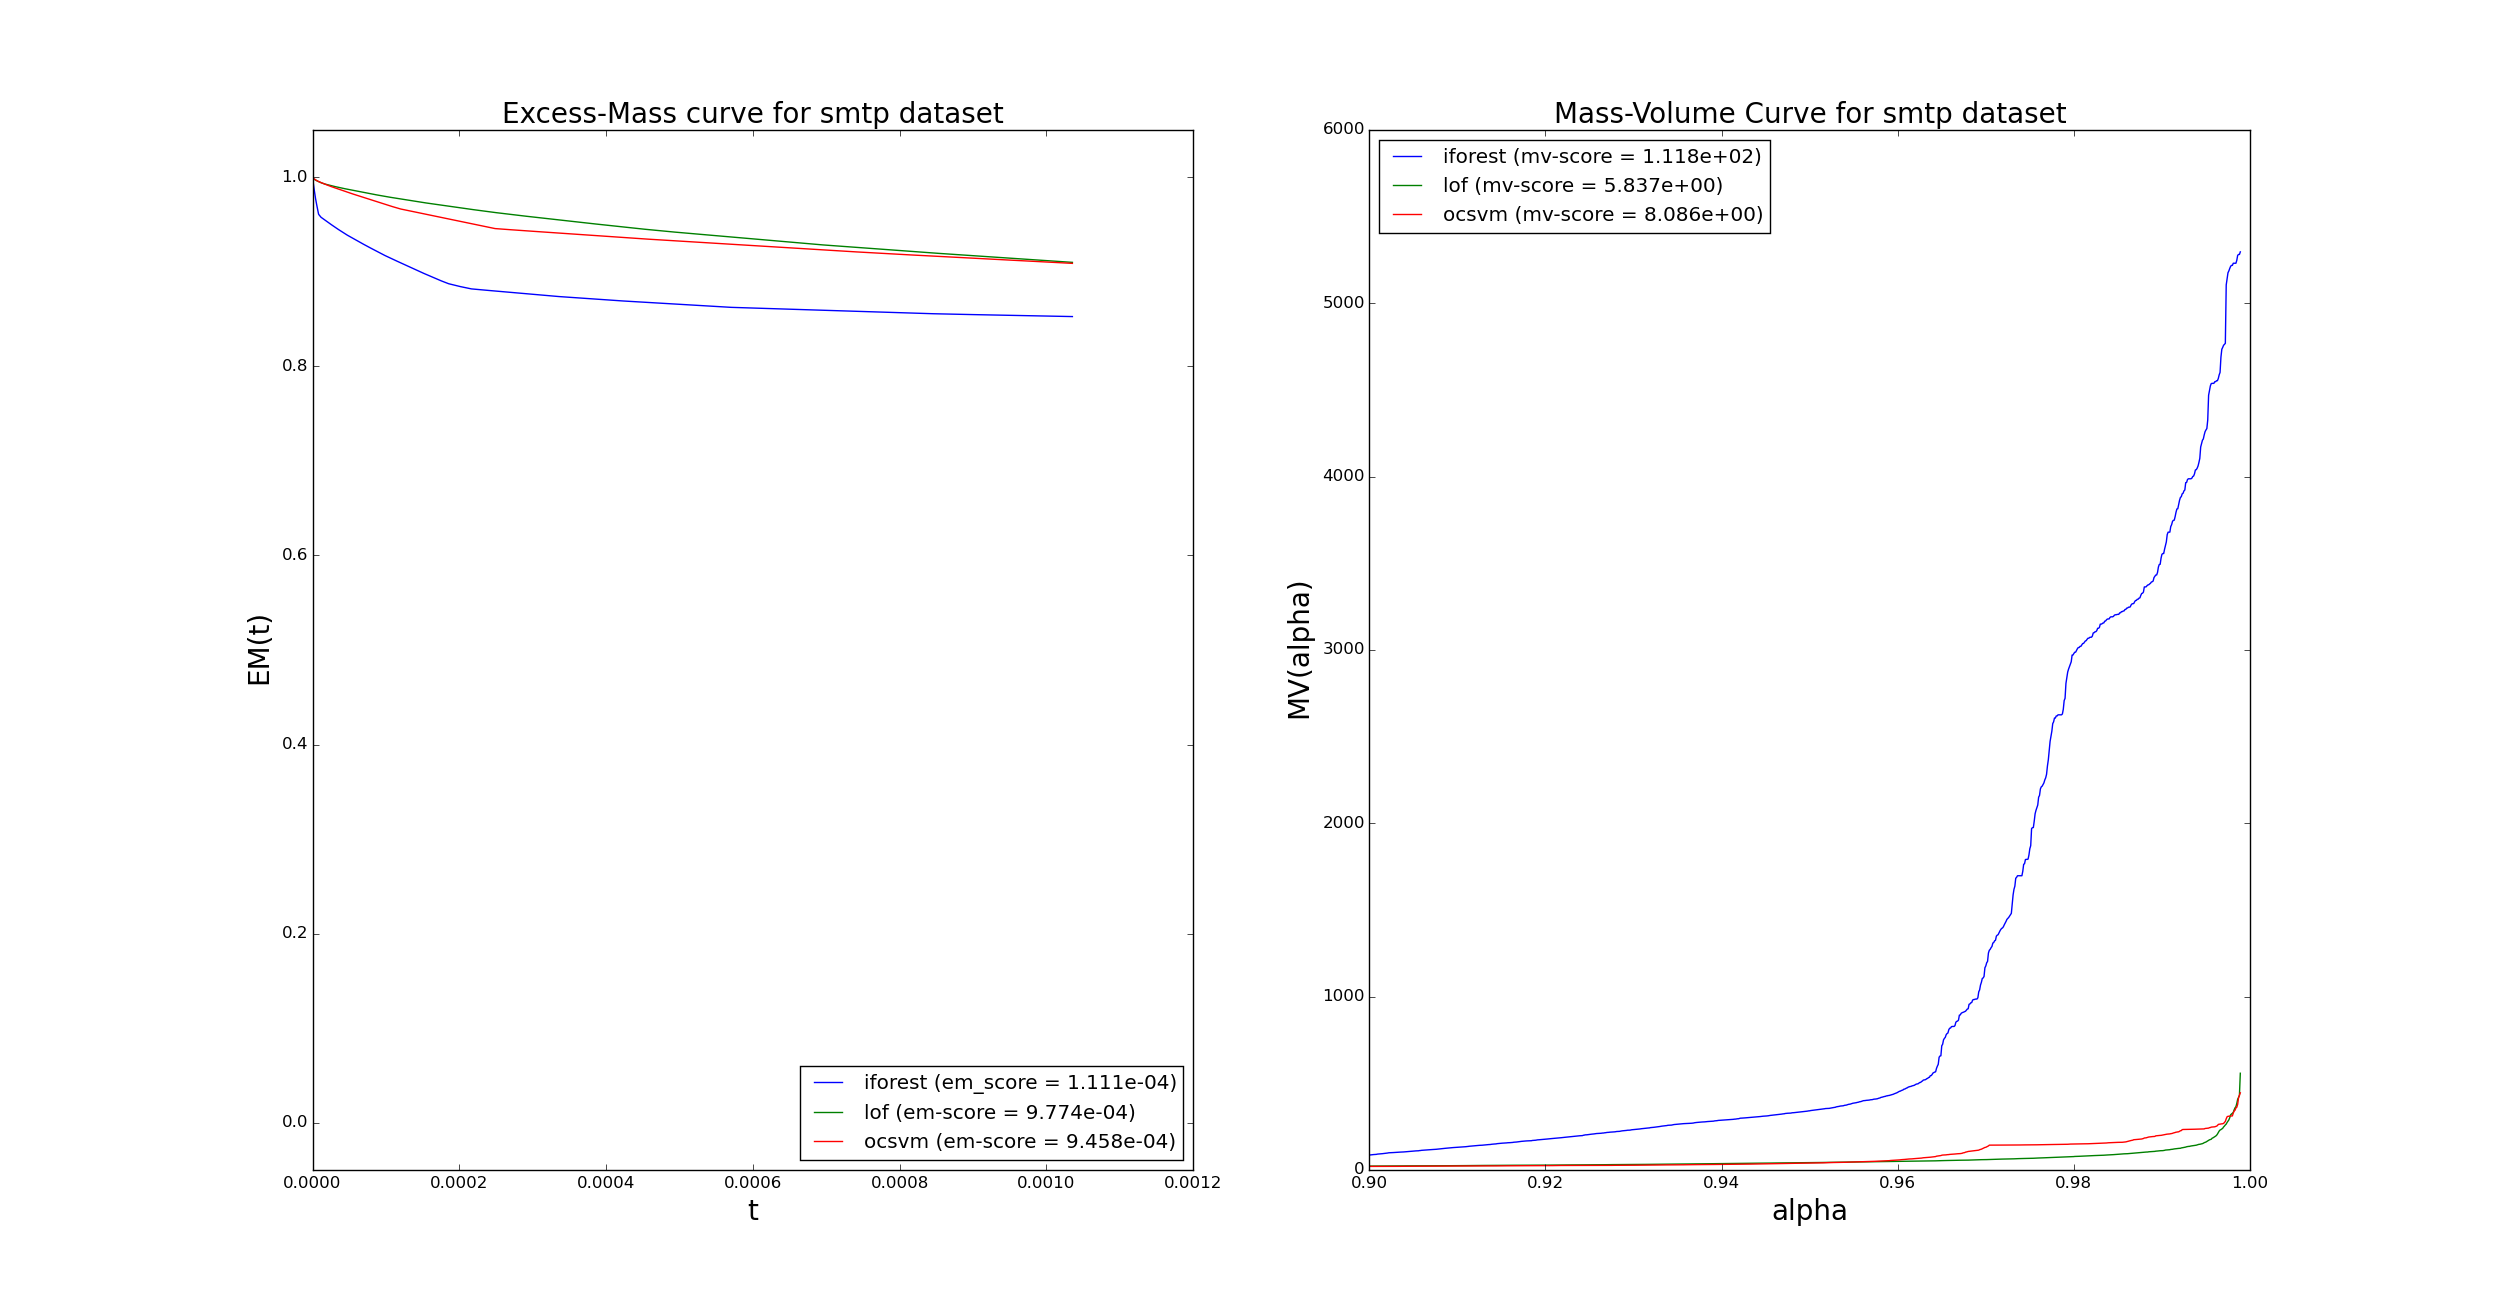 Excess-Mass curve for smtp dataset
EM(t)
1.0
0.8
0.6
0.4
0.2
0.0
iforest (em_score = 1.111e-04)
lof (em-score = 9.774e-04)
ocsvm (em-score = 9.458e-04)
0.0000 0.0002 0.0004 0.0006 0.0008 0.0010 0.0012
t
Mass-Volume Curve for smtp dataset
MV(alpha)
6000
5000
4000
3000
2000
1000
0
iforest (mv-score = 1.118e+02)
lof (mv-score = 5.837e+00)
ocsvm (mv-score = 8.086e+00)
0.90 0.92 0.94 0.96 0.98 1.00
alpha